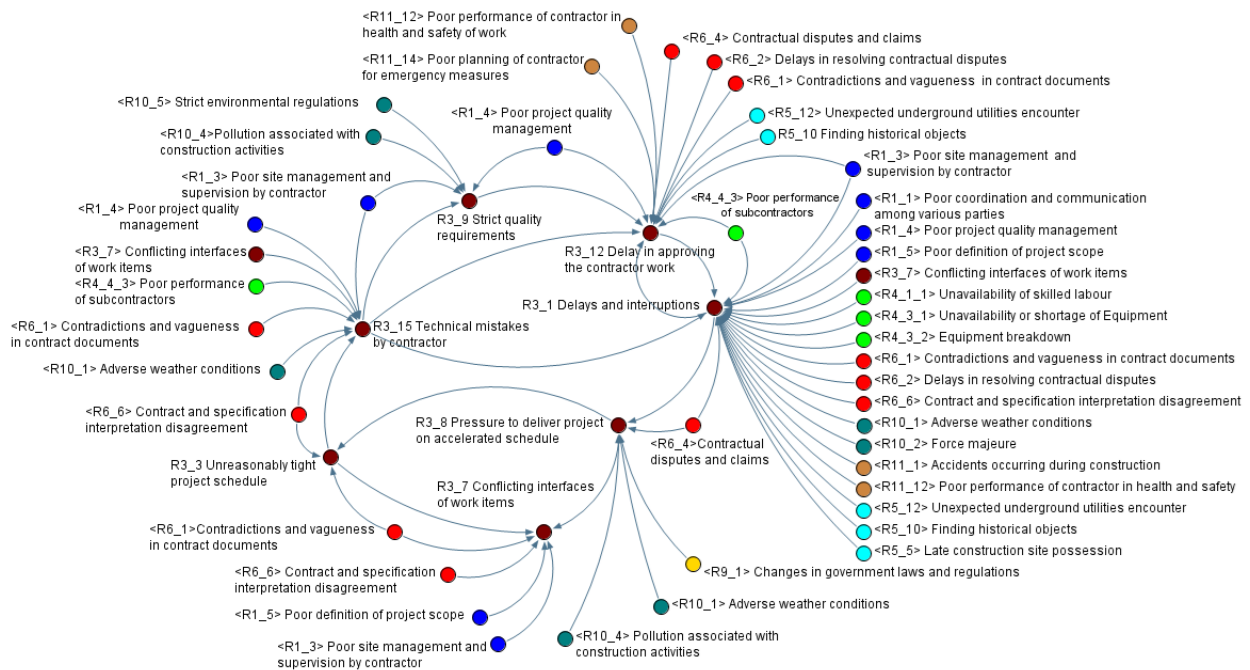 <R11_12> Poor performance of contractor in
health and safety of work
<R6_4> Contractual disputes and claims
<R11_14> Poor planning of contractor
for emergency measures
<R6_2> Delays in resolving contractual disputes
<R6_1> Contradictions and vagueness in contract documents
<R10_5> Strict environmental regulations
<R1_4> Poor project quality
management
<R5_12> Unexpected underground utilities encounter
R5_10 Finding historical objects
<R10_4>Pollution associated with
construction activities
<R1_3> Poor site management and
supervision by contractor
<R1_3> Poor site management and
supervision by contractor
<R4_4_3> Poor performance
of subcontractors
<R1_1> Poor coordination and communication
among various parties
<R1_4> Poor project quality
management
R3_9 Strict quality
requirements
<R1_4> Poor project quality management
R3_12 Delay in approving
the contractor work
<R1_5> Poor definition of project scope
<R3_7> Conflicting interfaces
of work items
<R3_7> Conflicting interfaces of work items
<R4_4_3> Poor performance
of subcontractors
<R4_1_1> Unavailability of skilled labour
R3_1 Delays and interruptions
<R4_3_1> Unavailability or shortage of Equipment
<R6_1> Contradictions and vagueness
in contract documents
R3_15 Technical mistakes
by contractor
<R4_3_2> Equipment breakdown
<R6_1> Contradictions and vagueness in contract documents
<R10_1> Adverse weather conditions
<R6_2> Delays in resolving contractual disputes
<R6_6> Contract and specification interpretation disagreement
<R6_6> Contract and specification
interpretation disagreement
R3_8 Pressure to deliver project
on accelerated schedule
<R6_4>Contractual
disputes and claims
<R10_1> Adverse weather conditions
<R10_2> Force majeure
R3_3 Unreasonably tight
project schedule
<R11_1> Accidents occurring during construction
R3_7 Conflicting interfaces
of work items
<R11_12> Poor performance of contractor in health and safety
<R5_12> Unexpected underground utilities encounter
<R6_1>Contradictions and vagueness
in contract documents
<R5_10> Finding historical objects
<R5_5> Late construction site possession
<R6_6> Contract and specification
interpretation disagreement
<R9_1> Changes in government laws and regulations
<R1_5> Poor definition of project scope
<R10_1> Adverse weather conditions
<R1_3> Poor site management and
supervision by contractor
<R10_4> Pollution associated with
construction activities